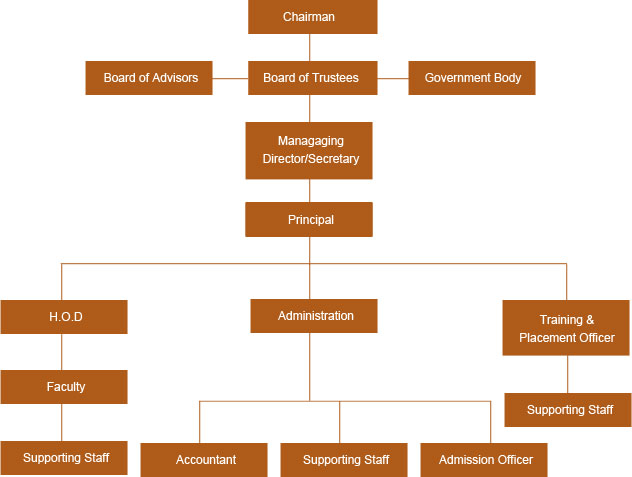 Chairman
Board of Advisors
Board of Trustees
Government Body
Managaging
Director/Secretary
Principal
H.O.D
Administration
Training &
Placement Officer
Faculty
Supporting Staff
Supporting Staff
Accountant
Supporting Staff
Admission Officer